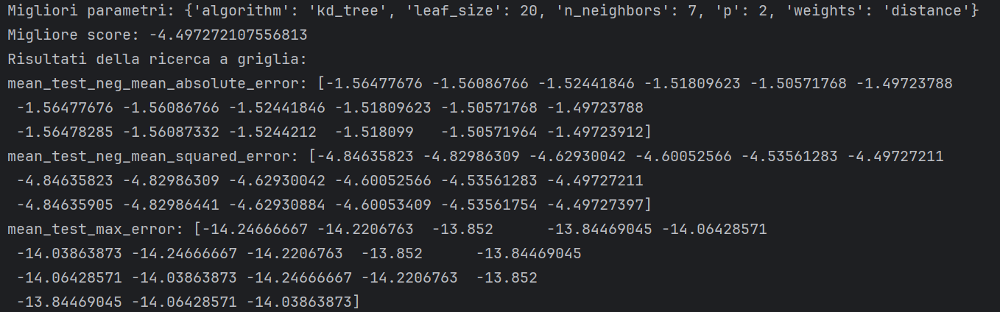 Migliori parametri: {'algorithm': 'kd_tree', 'leaf_size': 20, 'n_neighbors': 7, 'p': 2, 'weights': 'distance'}
Migliore score: -4.497272107556813
Risultati della ricerca a griglia:
mean_test_neg_mean_absolute_error: [-1.56477676 -1.56086766 -1.52441846 -1.51809623 -1.50571768 -1.49723788
 -1.56477676 -1.56086766 -1.52441846 -1.51809623 -1.50571768 -1.49723788
 -1.56478285 -1.56087332 -1.5244212  -1.518099   -1.50571964 -1.49723912]
mean_test_neg_mean_squared_error: [-4.84635823 -4.82986309 -4.62930042 -4.60052566 -4.53561283 -4.49727211
 -4.84635823 -4.82986309 -4.62930042 -4.60052566 -4.53561283 -4.49727211
 -4.84635905 -4.82986441 -4.62930884 -4.60053409 -4.53561754 -4.49727397]
mean_test_max_error: [-14.24666667 -14.2206763  -13.852      -13.84469045 -14.06428571
 -14.03863873 -14.24666667 -14.2206763  -13.852      -13.84469045
 -14.06428571 -14.03863873 -14.24666667 -14.2206763  -13.852
 -13.84469045 -14.06428571 -14.03863873]